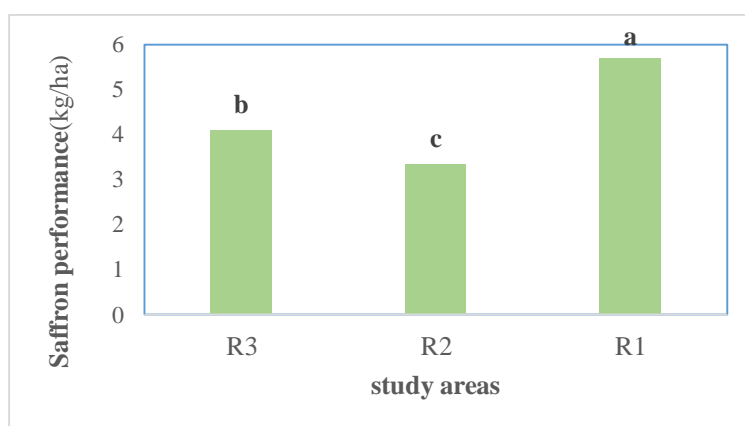 Saffron performance(kg/ha)
6
5
4
3
2
1
0
b
c
a
R3
R2
R1
study areas